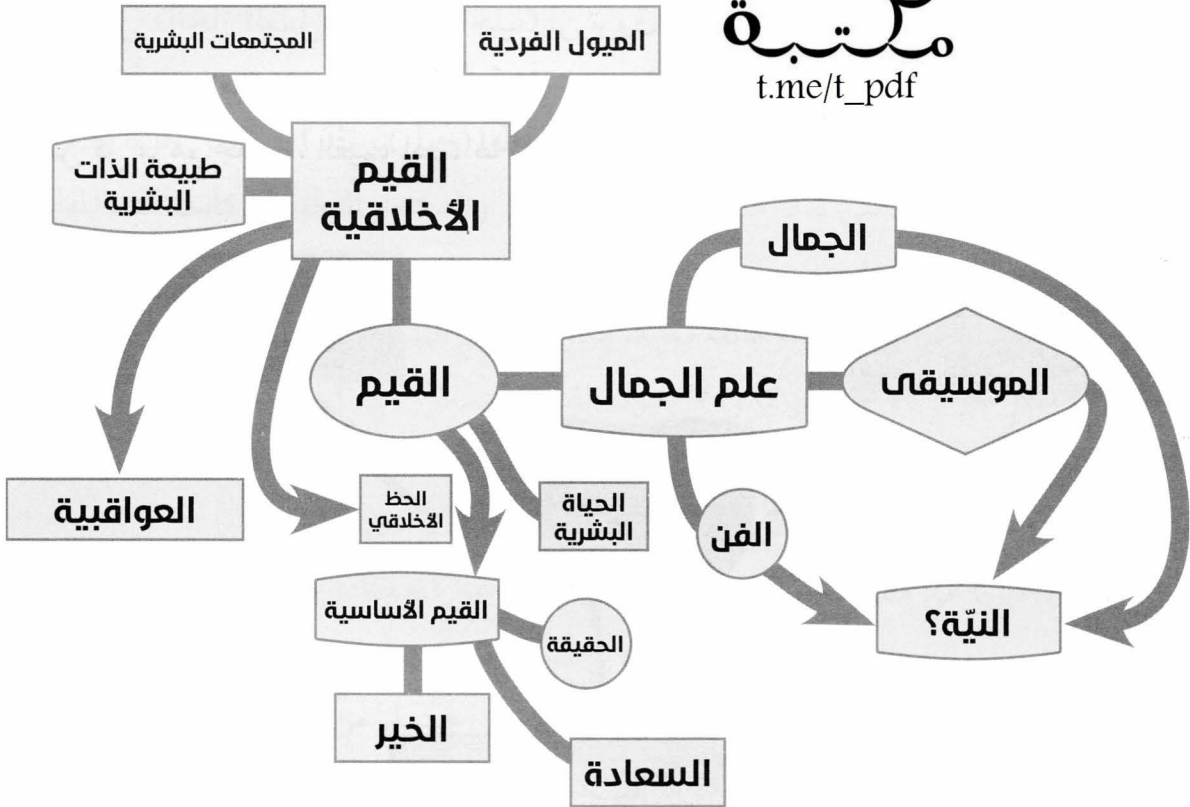 مكتبة
t.me/t_pdf
الميول الفردية
المجتمعات البشرية
القيم
الأخلاقية
طبيعة الذات
البشرية
الجمال
القيم
علم الجمال
الموسيقى
العواقبية
الحظ
الأخلاقي
الحياة
البشرية
الفن
القيم الأساسية
الحقيقة
النيّة؟
الخير
السعادة